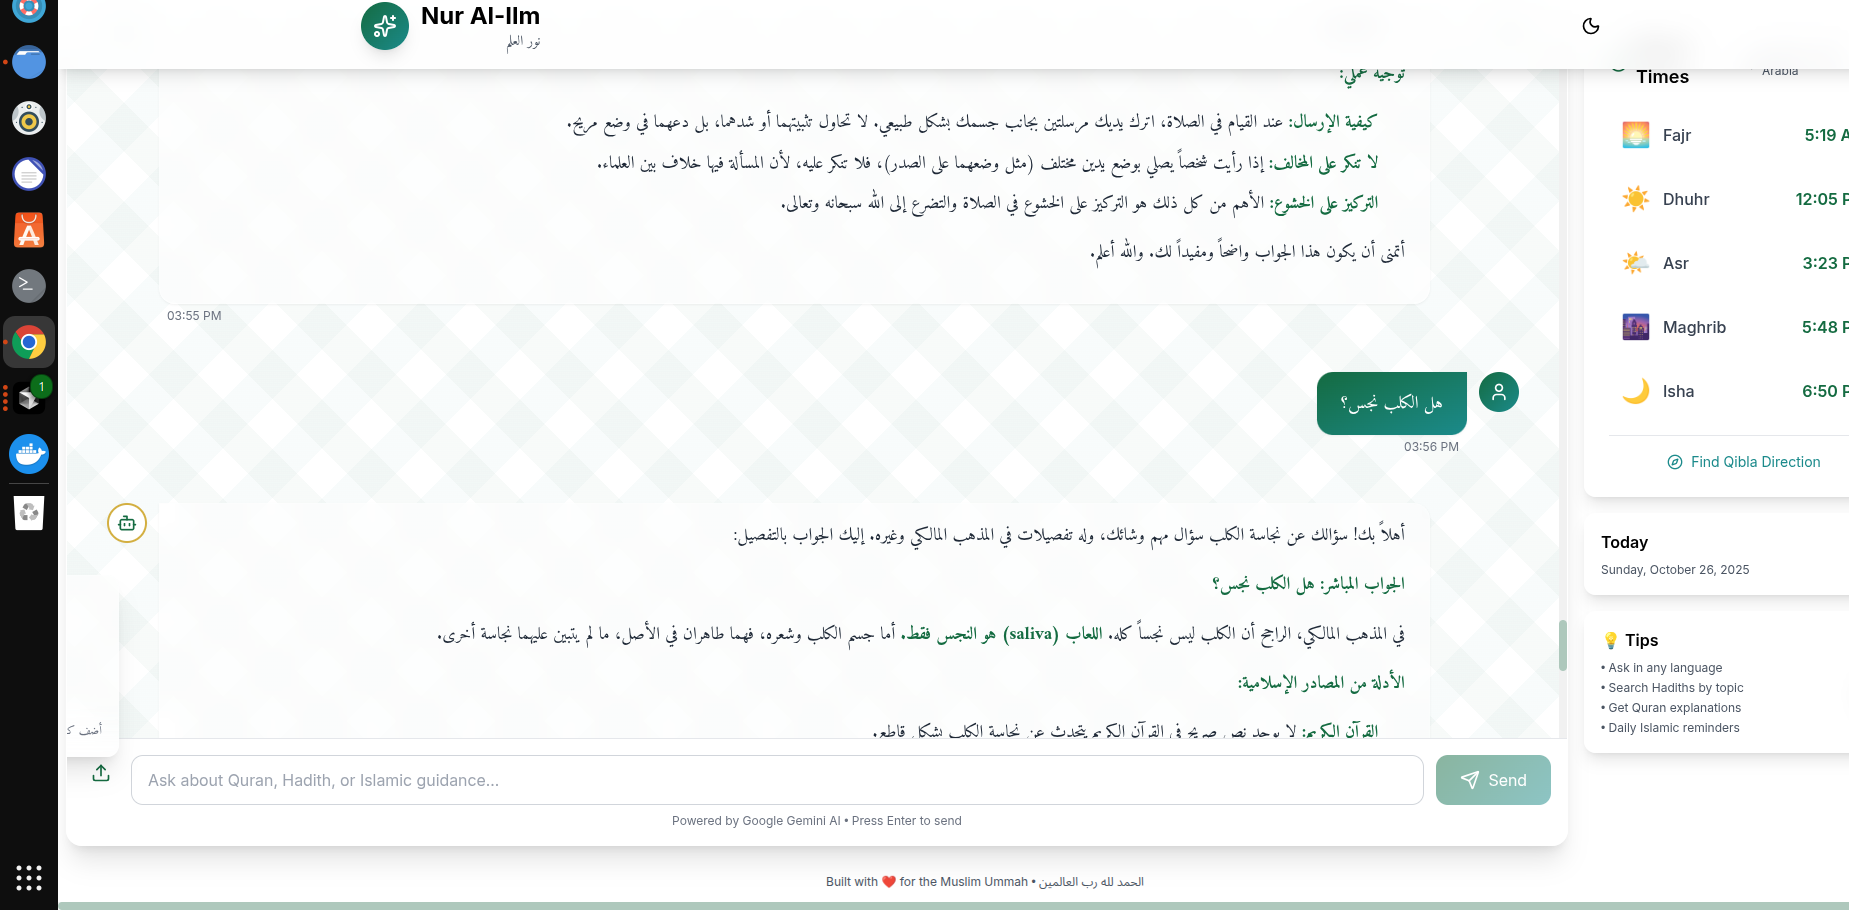 Nur Al-Ilm
نور العلم
توجيه عملي:
كيفية الإرسال: عند القيام في الصلاة، اترك يديك مرسلتين بجانب جسمك بشكل طبيعي. لا تحاول تثبيتهما أو شدهما، بل دعهما في وضع مريح.
لا تنكر على المخالف: إذا رأيت شخصاً يصلي بوضع يدين مختلف (مثل وضعهما على الصدر)، فلا تنكر عليه، لأن المسألة فيها خلاف بين العلماء.
التركيز على الخشوع: الأهم من كل ذلك هو التركيز على الخشوع في الصلاة والتضرع إلى الله سبحانه وتعالى.
أتمنى أن يكون هذا الجواب واضحاً ومفيداً لك. والله أعلم.
03:55 PM
هل الكلب نجس؟
03:56 PM
أهلاً بك! سؤالك عن نجاسة الكلب سؤال مهم وشائك، وله تفصيلات في المذهب المالكي وغيره. إليك الجواب بالتفصيل:
الجواب المباشر: هل الكلب نجس؟
في المذهب المالكي، الراجح أن الكلب ليس نجساً كله. اللعاب (saliva) هو النجس فقط. أما جسم الكلب وشعره، فهما طاهران في الأصل، ما لم يتبين عليهما نجاسة أخرى.
الأدلة من المصادر الإسلامية:
القرآن الكريم: لا يوجد نص صريح في القرآن الكريم يتحدث عن نجاسة الكلب بشكل قاطع.
أضف ك
Ask about Quran, Hadith, or Islamic guidance...
Send
Powered by Google Gemini AI • Press Enter to send
Built with ❤️ for the Muslim Ummah • الحمد لله رب العالمين
Times
Arabia
Fajr 5:19 A
Dhuhr 12:05 P
Asr 3:23 P
Maghrib 5:48 P
Isha 6:50 P
Find Qibla Direction
Today
Sunday, October 26, 2025
💡 Tips
• Ask in any language
• Search Hadiths by topic
• Get Quran explanations
• Daily Islamic reminders
1